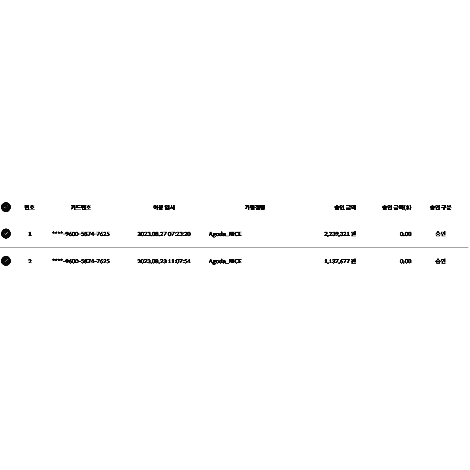 번호 카드번호 이용 일시 가맹점명 승인 금액 승인 금액($) 승인 구분
1 ****-9600-5874-7625 2023.08.27 07:23:20 Agoda_NICE 2,239,321 원 0.00 승인
2 ****-9600-5874-7625 2023.08.23 11:07:54 Agoda_NICE 1,137,677 원 0.00 승인